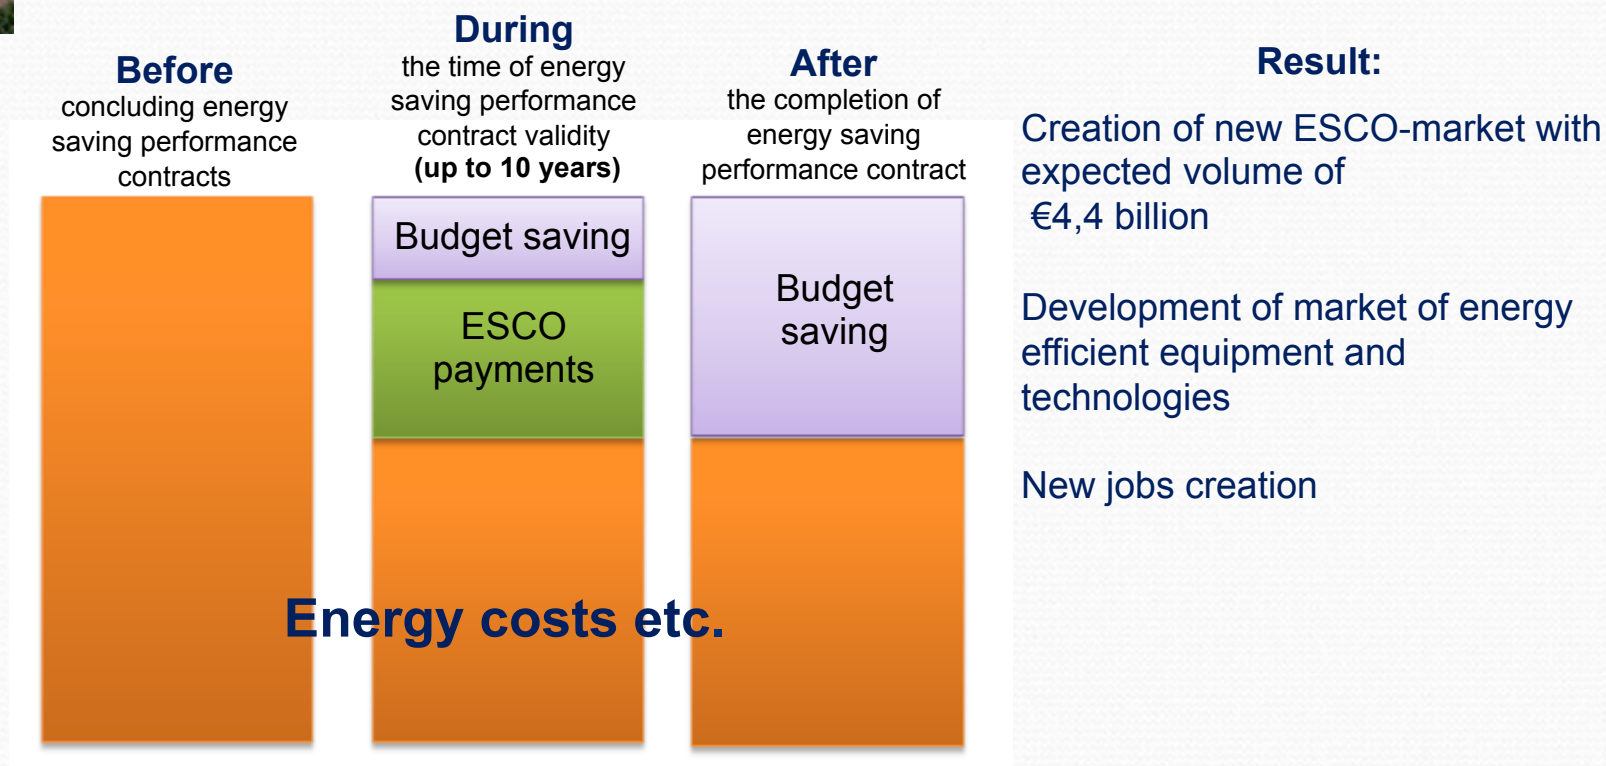 Before
concluding energy
saving performance
contracts
During
the time of energy
saving performance
contract validity
(up to 10 years)
After
the completion of
energy saving
performance contract
Budget saving
ESCO
payments
Budget
saving
Energy costs etc.
Result:
Creation of new ESCO-market with
expected volume of
€4,4 billion
Development of market of energy
efficient equipment and
technologies
New jobs creation